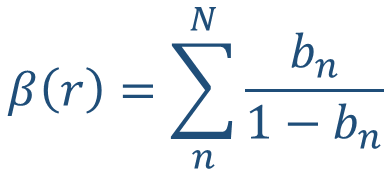 β(r) = ∑_n^N b_n / (1 − b_n)